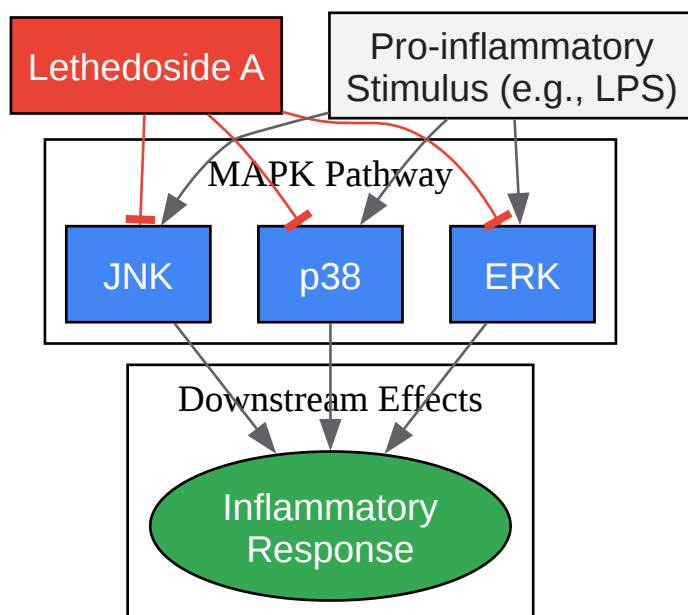 Lethedoside A
Pro-inflammatory
Stimulus (e.g., LPS)
MAPK Pathway
JNK
p38
ERK
Downstream Effects
Inflammatory
Response